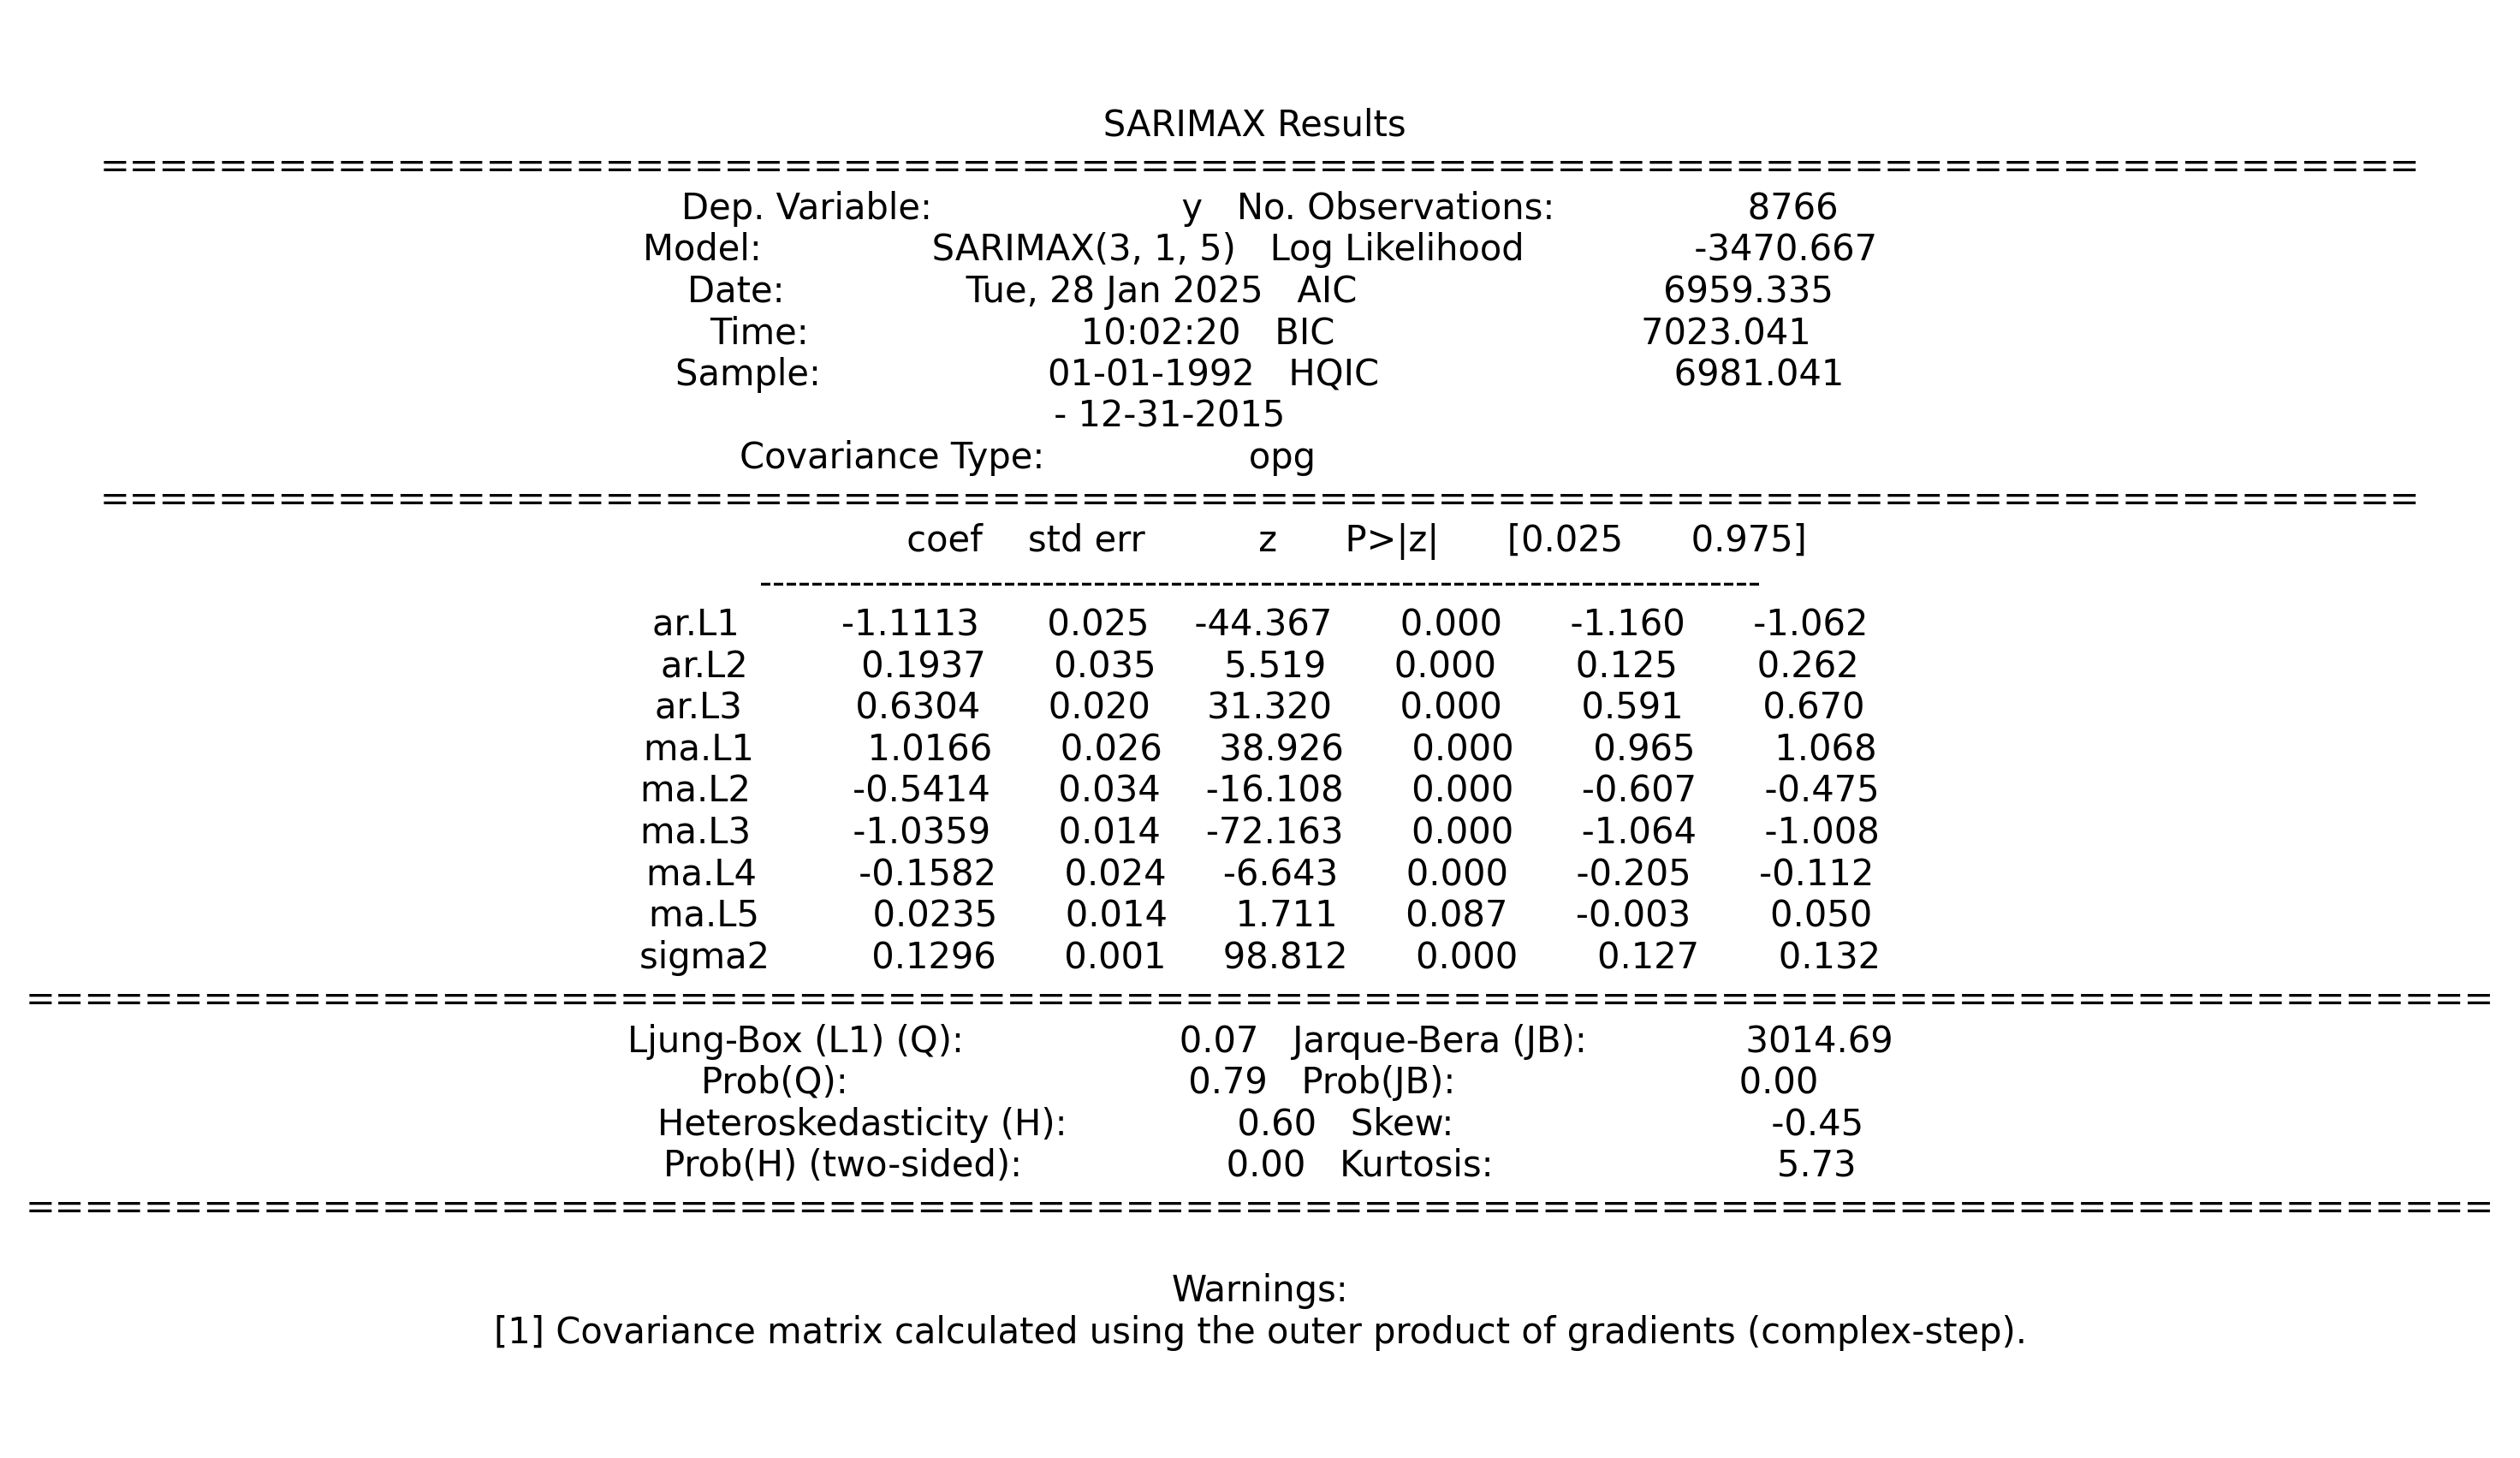 SARIMAX Results
==============================================================================
Dep. Variable: y No. Observations: 8766
Model: SARIMAX(3, 1, 5) Log Likelihood -3470.667
Date: Tue, 28 Jan 2025 AIC 6959.335
Time: 10:02:20 BIC 7023.041
Sample: 01-01-1992 HQIC 6981.041
- 12-31-2015
Covariance Type: opg
==============================================================================
coef std err z P>|z| [0.025 0.975]
------------------------------------------------------------------------------
ar.L1 -1.1113 0.025 -44.367 0.000 -1.160 -1.062
ar.L2 0.1937 0.035 5.519 0.000 0.125 0.262
ar.L3 0.6304 0.020 31.320 0.000 0.591 0.670
ma.L1 1.0166 0.026 38.926 0.000 0.965 1.068
ma.L2 -0.5414 0.034 -16.108 0.000 -0.607 -0.475
ma.L3 -1.0359 0.014 -72.163 0.000 -1.064 -1.008
ma.L4 -0.1582 0.024 -6.643 0.000 -0.205 -0.112
ma.L5 0.0235 0.014 1.711 0.087 -0.003 0.050
sigma2 0.1296 0.001 98.812 0.000 0.127 0.132
===================================================================================
Ljung-Box (L1) (Q): 0.07 Jarque-Bera (JB): 3014.69
Prob(Q): 0.79 Prob(JB): 0.00
Heteroskedasticity (H): 0.60 Skew: -0.45
Prob(H) (two-sided): 0.00 Kurtosis: 5.73
===================================================================================
Warnings:
[1] Covariance matrix calculated using the outer product of gradients (complex-step).